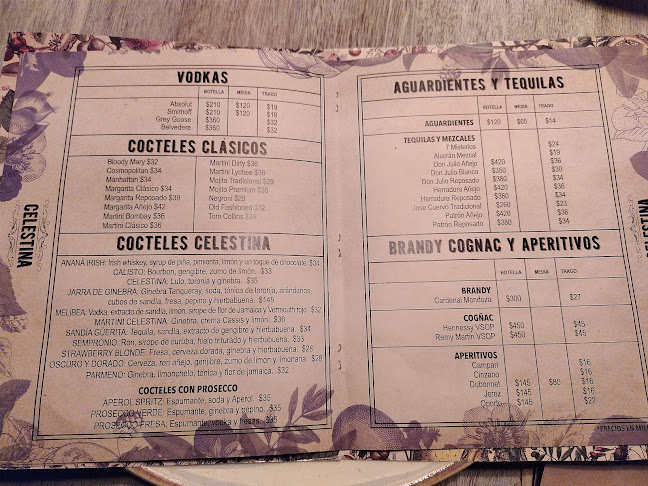 VODKAS
BOTELLA MEDIA TRAGO
Absolut $210 $120 $19
Smirnoff $210 $120 $19
Grey Goose $360 $32
Belvedere $360 $32
COCTELES CLÁSICOS
Bloody Mary $32
Cosmopolitan $34
Manhattan $34
Margarita Clásico $34
Margarita Reposado $39
Margarita Añejo $42
Martini Bombay $36
Martini Clásico $36
Martini Dirty $36
Martini Lychee $36
Mojito Tradicional $29
Mojito Premium $35
Negroni $28
Old Fashioned $32
Tom Collins $24
COCTELES CELESTINA
ANANÁ IRISH: Irish whiskey, syrup de piña, pimienta, limón y un toque de chocolate $34
CALISTO: Bourbon, gengibre, zumo de limón. $33
CELESTINA: Lulo, toronja y ginebra. $35
JARRA DE GINEBRA: Ginebra Tanqueray, soda, tónica de toronja, arándanos,
cubos de sandía, fresa, pepino y hierbabuena. $145
MELIBEA: Vodka, extracto de sandía, limón, sirope de flor de Jamaica y Vermouth rojo. $32
MARTINI CELESTINA: Ginebra, crema Cassis y limón. $36
SANDÍA GÜERITA: Tequila, sandía, extracto de gengibre y hierbabuena. $34
SEMPRONIO: Ron, sirope de curuba, hielo triturado y hierbabuena. $33
STRAWBERRY BLONDE: Fresa, cerveza dorada, ginebra y hierbabuena. $28
OSCURO Y DORADO: Cerveza, ron añejo, gengibre, zumo de limón y limonaria. $28
PARMENO: Ginebra, limonchelo, tónica y flor de jamaica. $32
COCTELES CON PROSECCO
APEROL SPRITZ: Espumante, soda y Aperol. $35
PROSECCO VERDE: Espumante, ginebra y pepino. $35
PROSECCO FRESA: Espumante, vodka y fresas. $35
CELESTINA
AGUARDIENTES Y TEQUILAS
BOTELLA MEDIA TRAGO
AGUARDIENTES $120 $65 $14
TEQUILAS Y MEZCALES
7 Misterios $24
Alacrán Mezcal $19
Don Julio Añejo $420 $36
Don Julio Blanco $350 $30
Don Julio Reposado $380 $34
Herradura Añejo $420 $36
Herradura Reposado $380 $34
Jose Cuervo Tradicional $260 $23
Patrón Añejo $420 $36
Patrón Reposado $380 $34
BRANDY COGNAC Y APERITIVOS
BOTELLA MEDIA TRAGO
BRANDY
Cardenal Mendoza $300 $27
COGÑAC
Hennessy VSOP $450 $45
Remy Martin VSOP $450 $45
APERITIVOS
Campari $16
Cinzano $16
Dubonnet $145 $80 $16
Jerez $145 $16
Oporto $145 $22
*PRECIOS EN